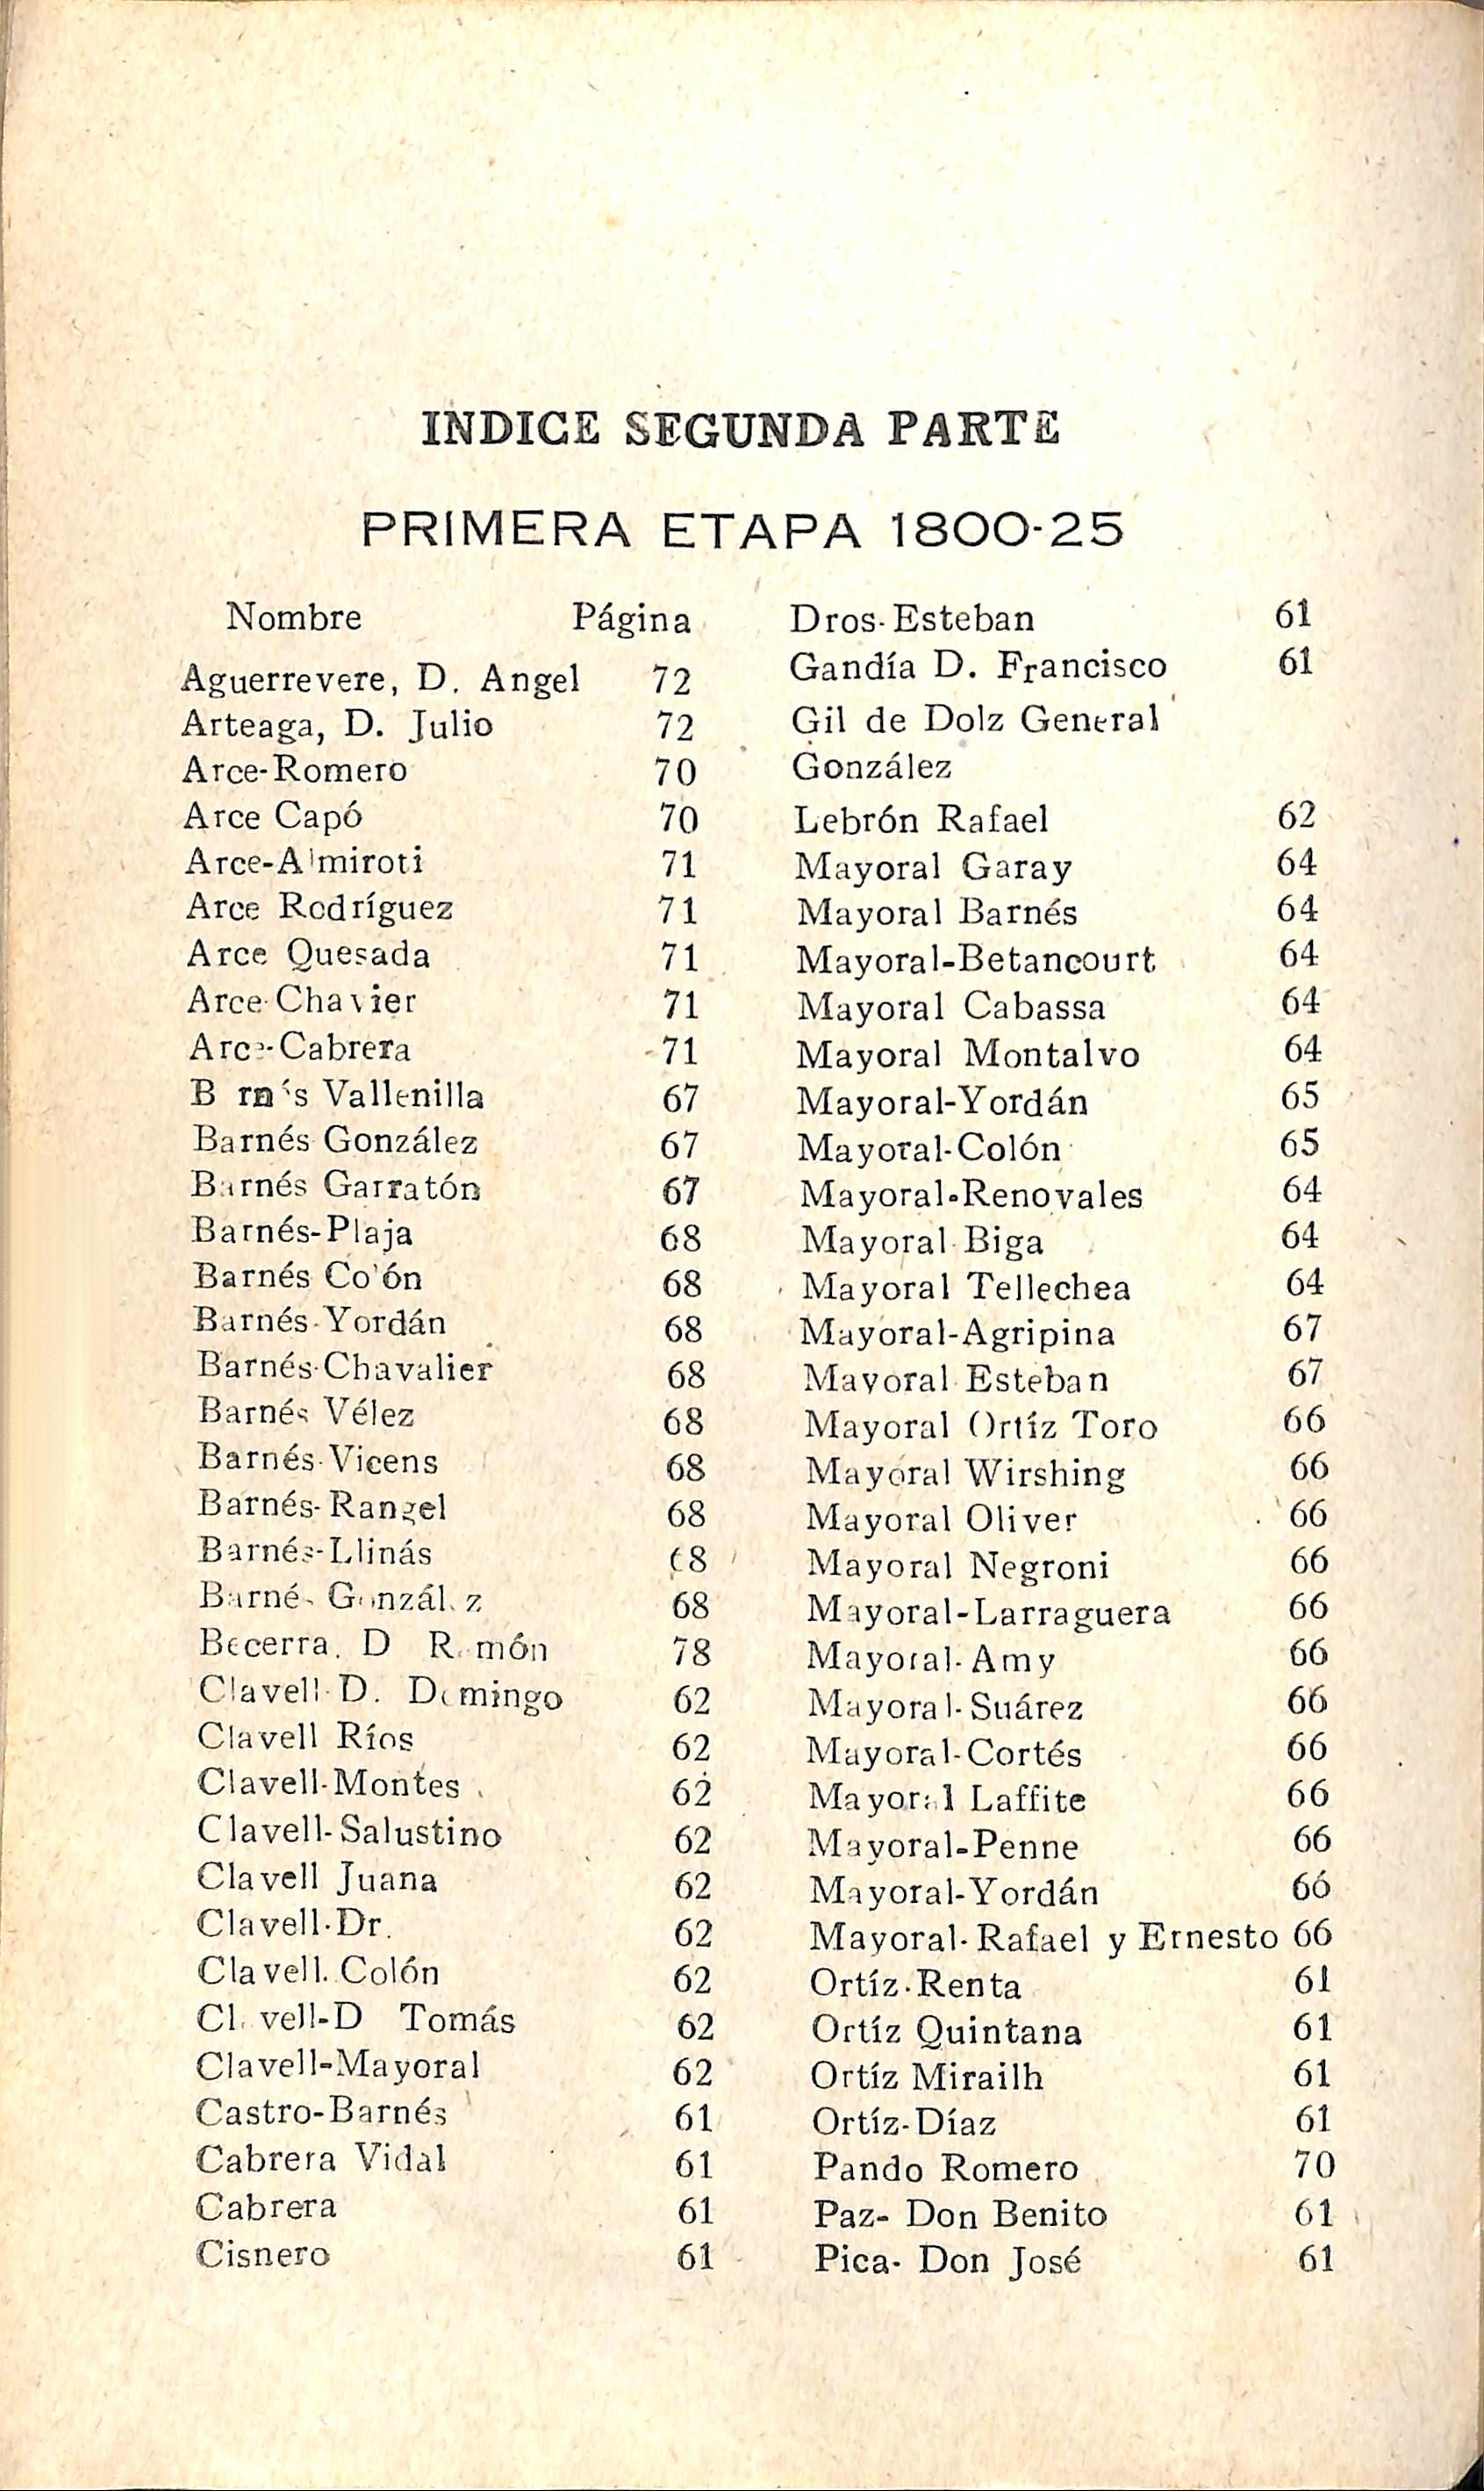 INDICE SEGUNDA PARTE
PRIMERA ETAPA 1800-25
Nombre Página
Aguerrevere, D. Angel 72
Arteaga, D. Julio 72
Arce-Romero 70
Arce Capó 70
Arce-Almiroti 71
Arce Rodríguez 71
Arce Quesada 71
Arce-Chavier 71
Arce-Cabrera 71
Barnés Vallenilla 67
Barnés González 67
Barnés Garratón 67
Barnés-Plaja 68
Barnés Colón 68
Barnés-Yordán 68
Barnés-Chavalier 68
Barnés Vélez 68
Barnés-Vicens 68
Barnés-Rangel 68
Barnés-Llinás 68
Barnés González 68
Becerra, D Ramón 78
Clavell-D. Domingo 62
Clavell Ríos 62
Clavell-Montes 62
Clavell-Salustino 62
Clavell Juana 62
Clavell-Dr. 62
Clavell. Colón 62
Clavell-D Tomás 62
Clavell-Mayoral 62
Castro-Barnés 61
Cabrera Vidal 61
Cabrera 61
Cisnero 61
Dros-Esteban 61
Gandía D. Francisco 61
Gil de Dolz General
González
Lebrón Rafael 62
Mayoral Garay 64
Mayoral Barnés 64
Mayoral-Betancourt 64
Mayoral Cabassa 64
Mayoral Montalvo 64
Mayoral-Yordán 65
Mayoral-Colón 65
Mayoral-Renovales 64
Mayoral-Biga 64
Mayoral Tellechea 64
Mayoral-Agripina 67
Mayoral-Esteban 67
Mayoral Ortíz Toro 66
Mayoral Wirshing 66
Mayoral Oliver 66
Mayoral Negroni 66
Mayoral-Larraguera 66
Mayoral-Amy 66
Mayoral-Suárez 66
Mayoral-Cortés 66
Mayoral Laffite 66
Mayoral-Penne 66
Mayoral-Yordán 66
Mayoral-Rafael y Ernesto 66
Ortíz-Renta 61
Ortíz Quintana 61
Ortíz Mirailh 61
Ortíz-Díaz 61
Pando Romero 70
Paz- Don Benito 61
Pica- Don José 61